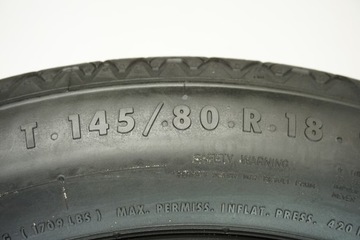 T · 145/80 · R · 18
SAFETY WARNING
(1709 LBS) MAX. PERMISS. INFLAT. PRESS. 420